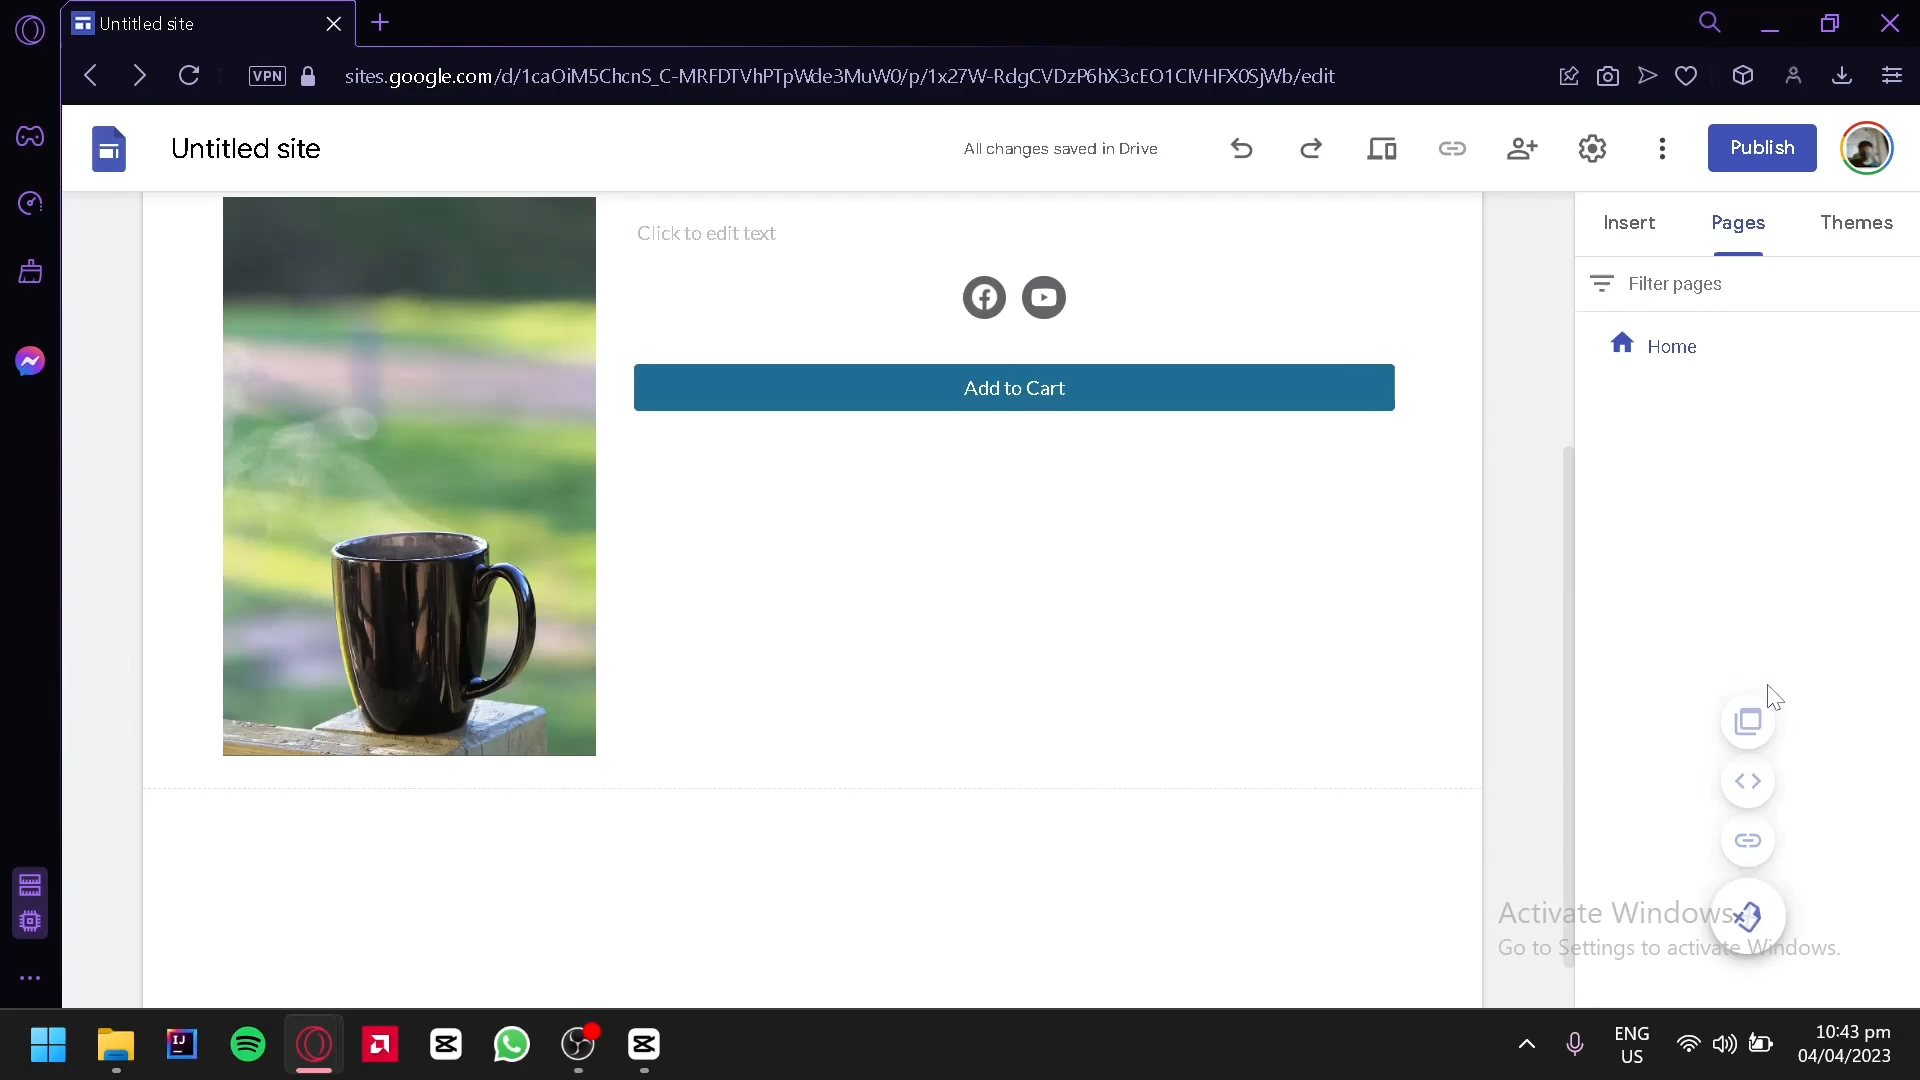 Untitled site
VPN
sites.google.com/d/1caOiM5ChcnS_C-MRFDTVhPTpWde3MuW0/p/1x27W-RdgCVDzP6hX3cEO1CIVHFX0SjWb/edit
Untitled site
All changes saved in Drive
Publish
Insert
Pages
Themes
Filter pages
Home
Click to edit text
Add to Cart
Activate Windows
Go to Settings to activate Windows.
IJ
ENG
US
10:43 pm
04/04/2023